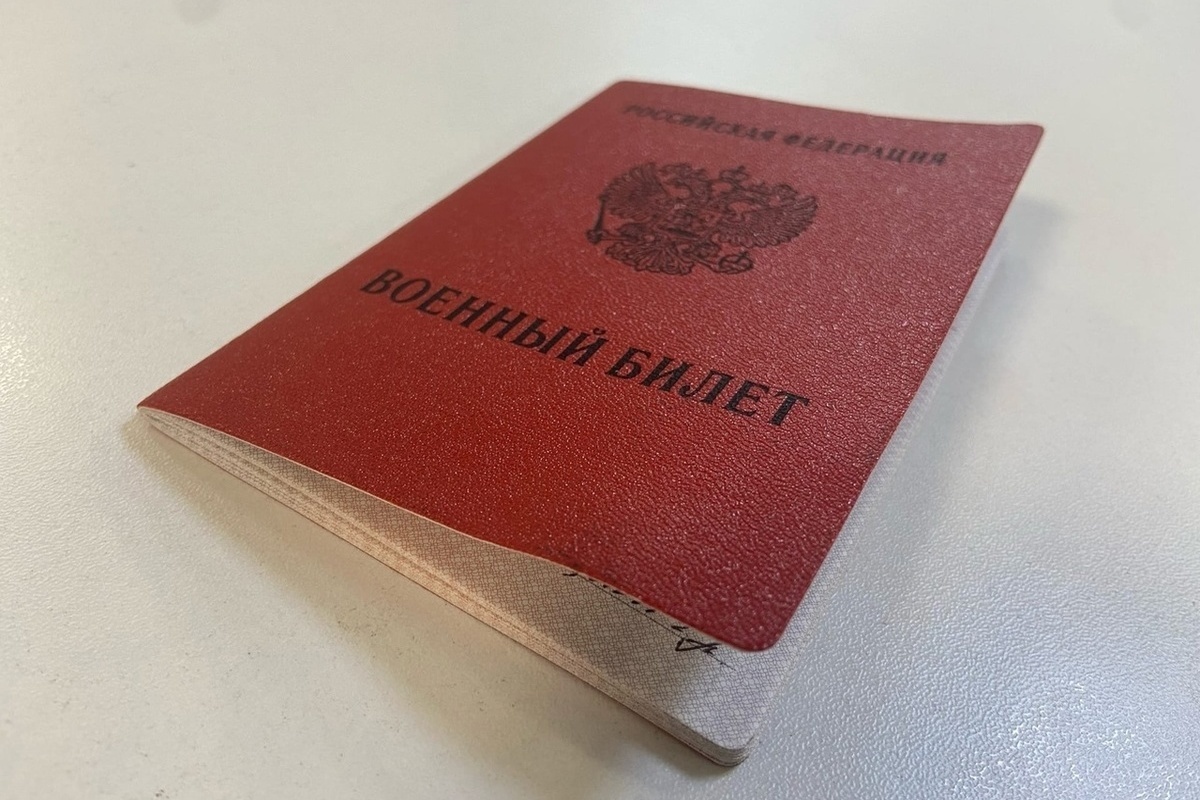 РОССИЙСКАЯ ФЕДЕРАЦИЯ
ВОЕННЫЙ БИЛЕТ